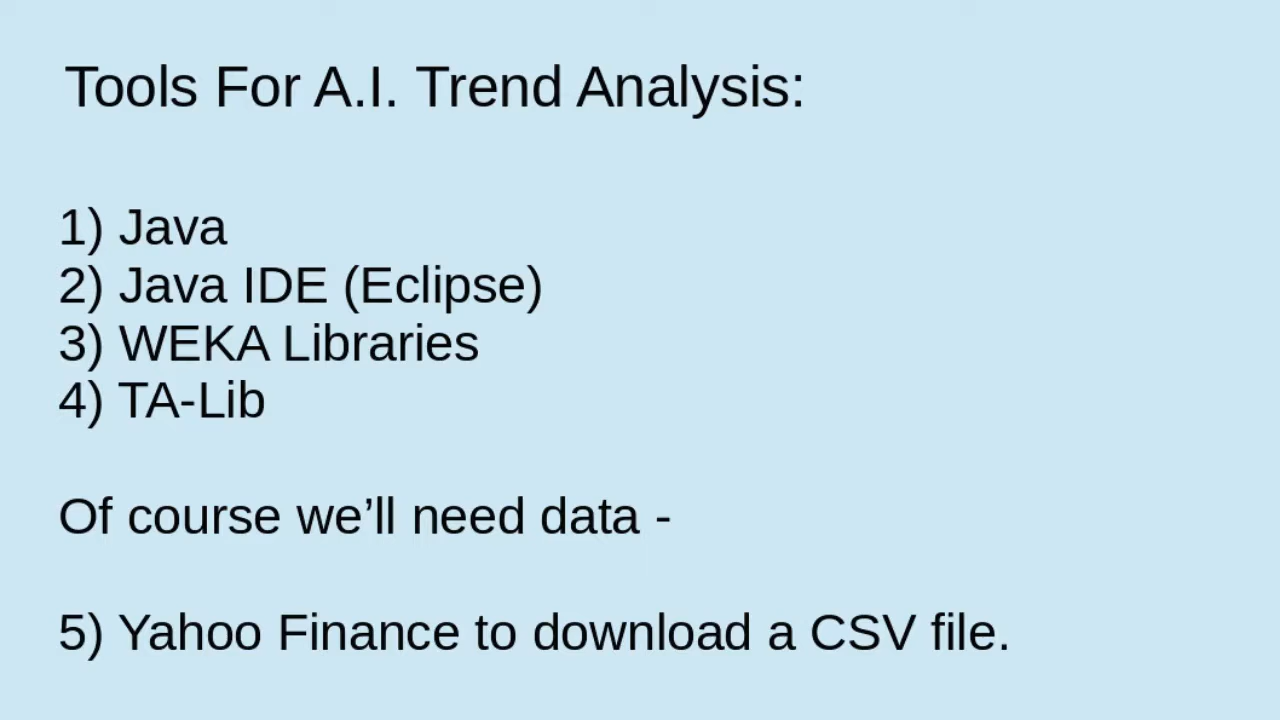 Tools For A.I. Trend Analysis:
1) Java
2) Java IDE (Eclipse)
3) WEKA Libraries
4) TA-Lib
Of course we’ll need data -
5) Yahoo Finance to download a CSV file.